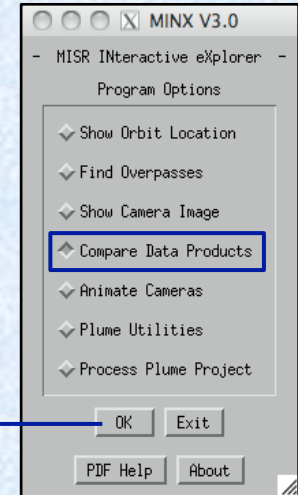 MINX V3.0
- MISR INteractive eXplorer -
Program Options
Show Orbit Location
Find Overpasses
Show Camera Image
Compare Data Products
Animate Cameras
Plume Utilities
Process Plume Project
OK Exit
PDF Help About